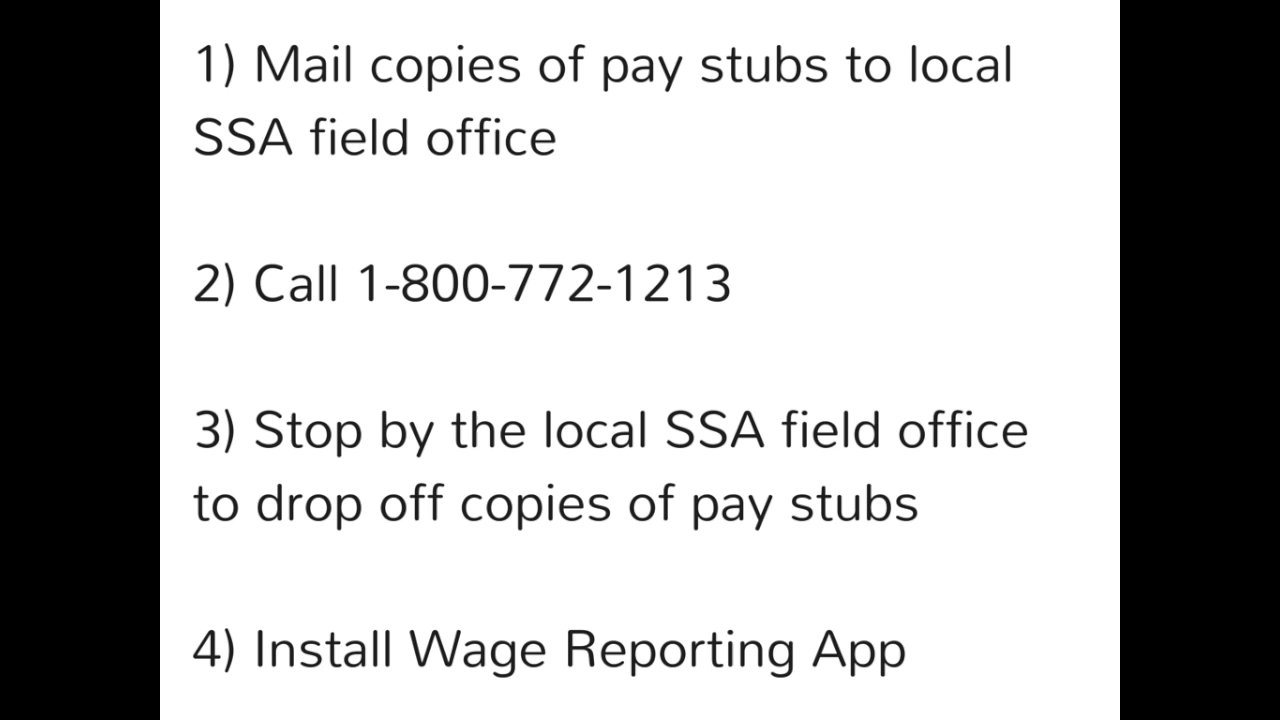 1) Mail copies of pay stubs to local
SSA field office
2) Call 1-800-772-1213
3) Stop by the local SSA field office
to drop off copies of pay stubs
4) Install Wage Reporting App